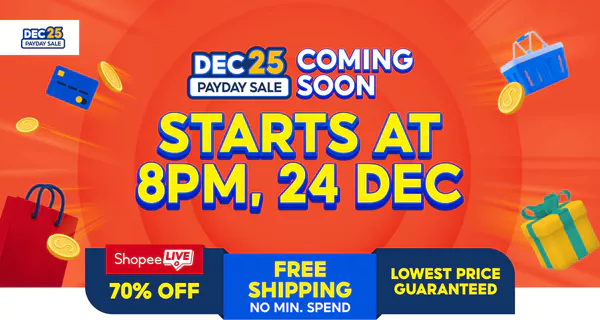 DEC25
PAYDAY SALE
DEC25
PAYDAY SALE
COMING
SOON
STARTS AT
8PM, 24 DEC
Shopee LIVE
70% OFF
FREE
SHIPPING
NO MIN. SPEND
LOWEST PRICE
GUARANTEED